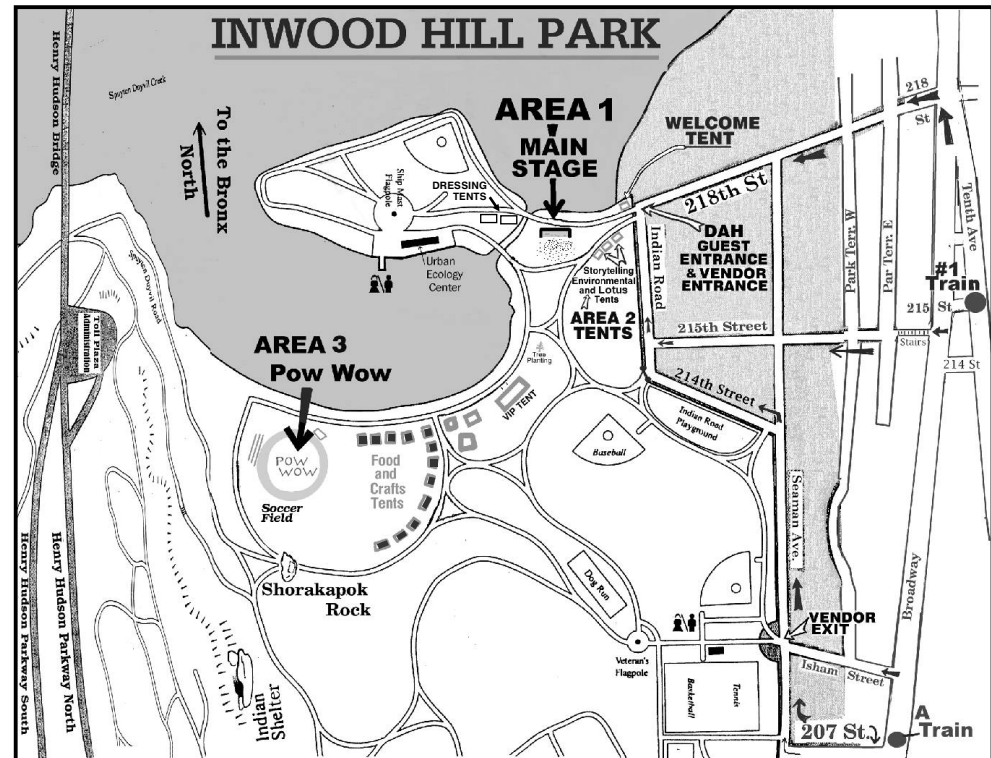 INWOOD HILL PARK
Henry Hudson Bridge
Spuyten Duyvil Creek
To the Bronx
North
AREA 1
MAIN
STAGE
WELCOME
TENT
218
St
218th St
Ship Mast
Flagpole
DRESSING
TENTS
Urban
Ecology
Center
Storytelling
Environmental
and Lotus
Tents
AREA 2
TENTS
Indian Road
DAH
GUEST
ENTRANCE
& VENDOR
ENTRANCE
Park Terr. W
Par Terr. E
Tenth Ave
#1
Train
215
St
215th Street
Stairs
214 St
214th Street
Spuyten Duyvil Road
Toll Plaza
Administration
AREA 3
Pow Wow
Tree
Planting
VIP TENT
Indian Road
Playground
Baseball
POW
WOW
Food
and
Crafts
Tents
Soccer
Field
Seaman Ave.
Broadway
Shorakapok
Rock
Dog Run
VENDOR
EXIT
Isham Street
Veteran's
Flagpole
Basketball
Tennis
Indian
Shelter
Henry Hudson Parkway South
Henry Hudson Parkway North
207 St.
A
Train